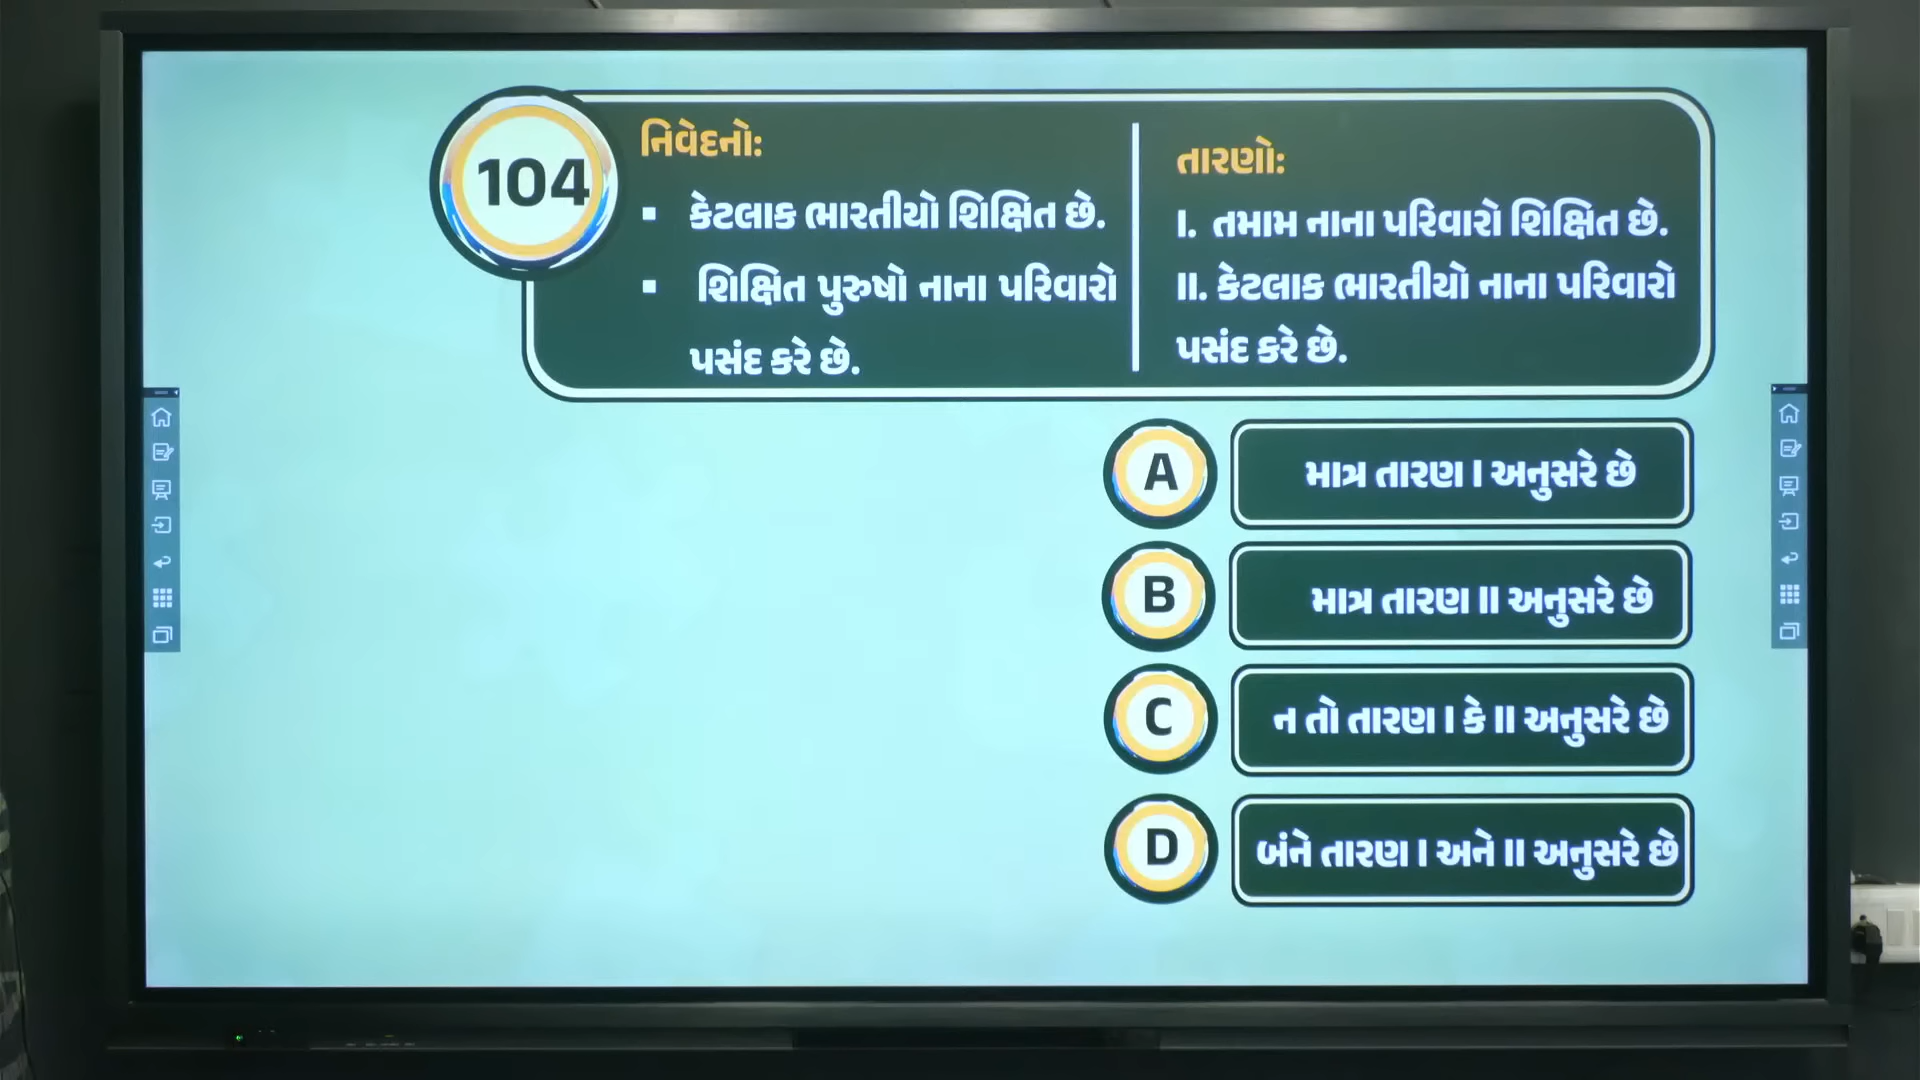 104
નિવેદનો:
▪ કેટલાક ભારતીયો શિક્ષિત છે.
▪ શિક્ષિત પુરુષો નાના પરિવારો
પસંદ કરે છે.
તારણો:
I. તમામ નાના પરિવારો શિક્ષિત છે.
II. કેટલાક ભારતીયો નાના પરિવારો
પસંદ કરે છે.
A માત્ર તારણ I અનુસરે છે
B માત્ર તારણ II અનુસરે છે
C ન તો તારણ I કે II અનુસરે છે
D બંને તારણ I અને II અનુસરે છે